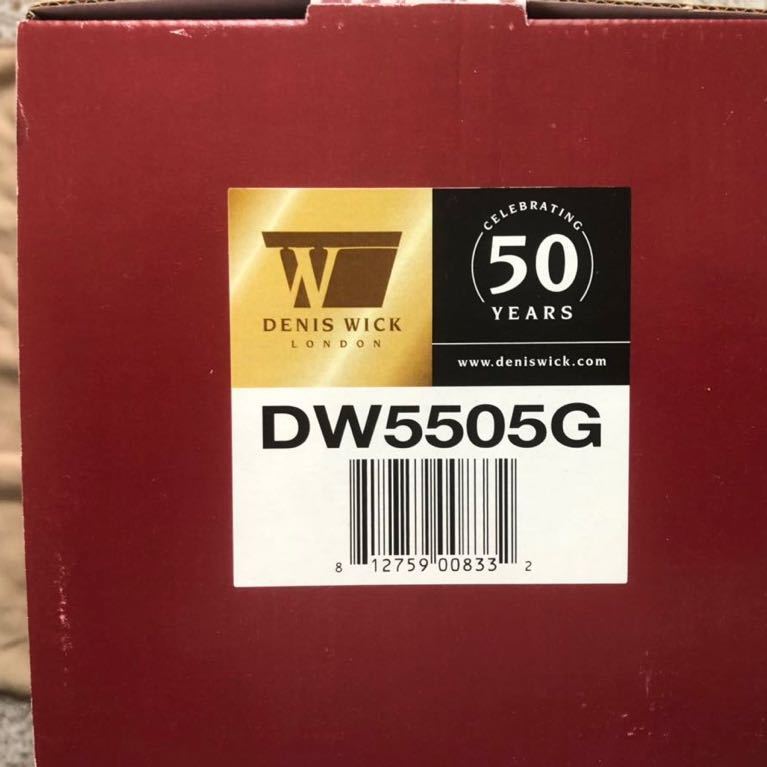 W
DENIS WICK
LONDON
CELEBRATING
50
YEARS
www.deniswick.com
DW5505G
8 12759 00833 2